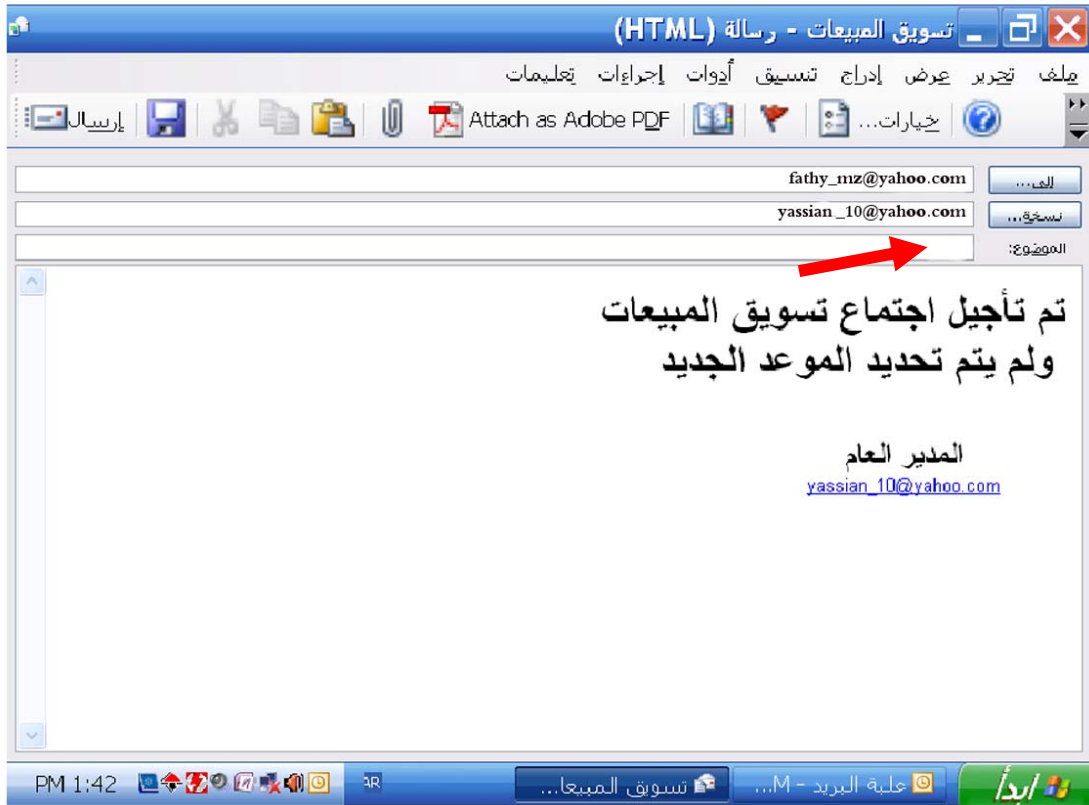 تسويق المبيعات - رسالة (HTML)
ملف تحرير عرض إدراج تنسيق أدوات إجراءات تعليمات
خيارات... Attach as Adobe PDF إرسال
إلى... fathy_mz@yahoo.com
نسخة... yassian_10@yahoo.com
الموضوع:
تم تأجيل اجتماع تسويق المبيعات
ولم يتم تحديد الموعد الجديد
المدير العام
yassian_10@yahoo.com
ابدأ علبة البريد - M... تسويق المبيعا... AR PM 1:42